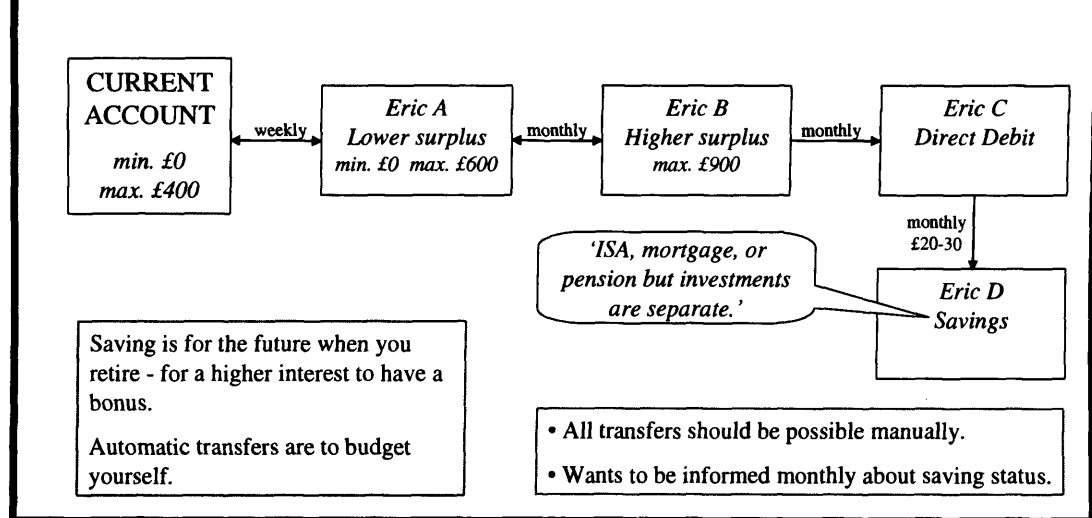 CURRENT
ACCOUNT
min. £0
max. £400
weekly
Eric A
Lower surplus
min. £0 max. £600
monthly
Eric B
Higher surplus
max. £900
monthly
Eric C
Direct Debit
monthly
£20-30
'ISA, mortgage, or
pension but investments
are separate.'
Eric D
Savings
Saving is for the future when you
retire - for a higher interest to have a
bonus.
Automatic transfers are to budget
yourself.
• All transfers should be possible manually.
• Wants to be informed monthly about saving status.